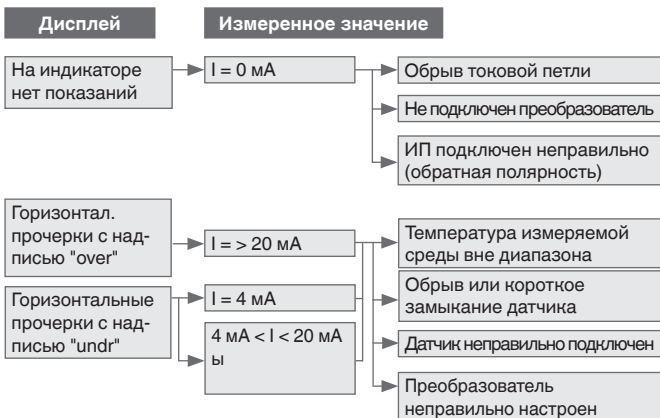 Дисплей
Измеренное значение
На индикаторе
нет показаний
I = 0 мА
Обрыв токовой петли
Не подключен преобразователь
ИП подключен неправильно
(обратная полярность)
Горизонтал.
прочерки с над-
писью "over"
I = > 20 мА
Температура измеряемой
среды вне диапазона
Горизонтальные
прочерки с над-
писью "undr"
I = 4 мА
4 мА < I < 20 мА
ы
Обрыв или короткое
замыкание датчика
Датчик неправильно подключен
Преобразователь
неправильно настроен